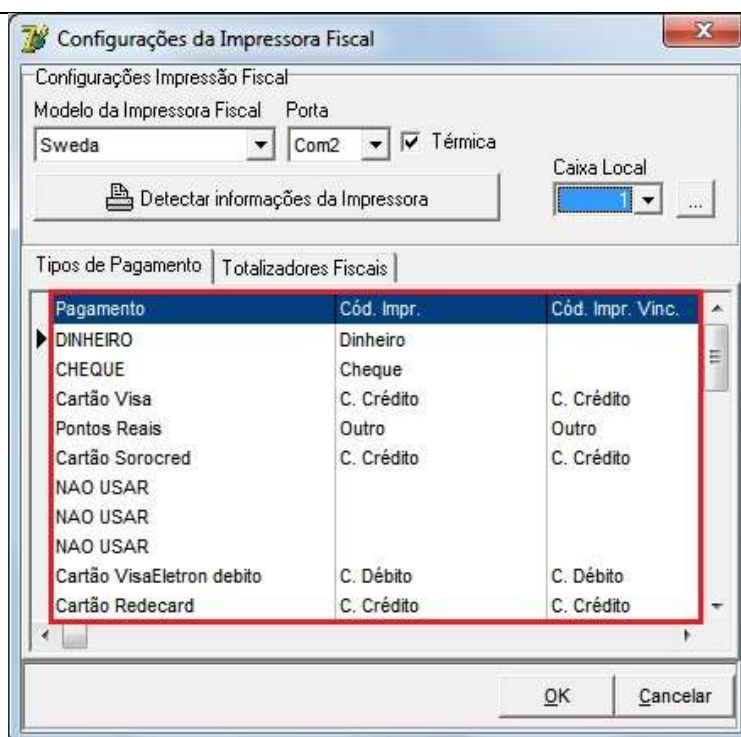 Configurações da Impressora Fiscal
Configurações Impressão Fiscal
Modelo da Impressora Fiscal Porta
Sweda Com2 Térmica
Caixa Local
Detectar informações da Impressora 1 ...
Tipos de Pagamento Totalizadores Fiscais
Pagamento Cód. Impr. Cód. Impr. Vinc.
DINHEIRO Dinheiro
CHEQUE Cheque
Cartão Visa C. Crédito C. Crédito
Pontos Reais Outro Outro
Cartão Sorocred C. Crédito C. Crédito
NAO USAR
NAO USAR
NAO USAR
Cartão VisaEletron debito C. Débito C. Débito
Cartão Redecard C. Crédito C. Crédito
OK Cancelar